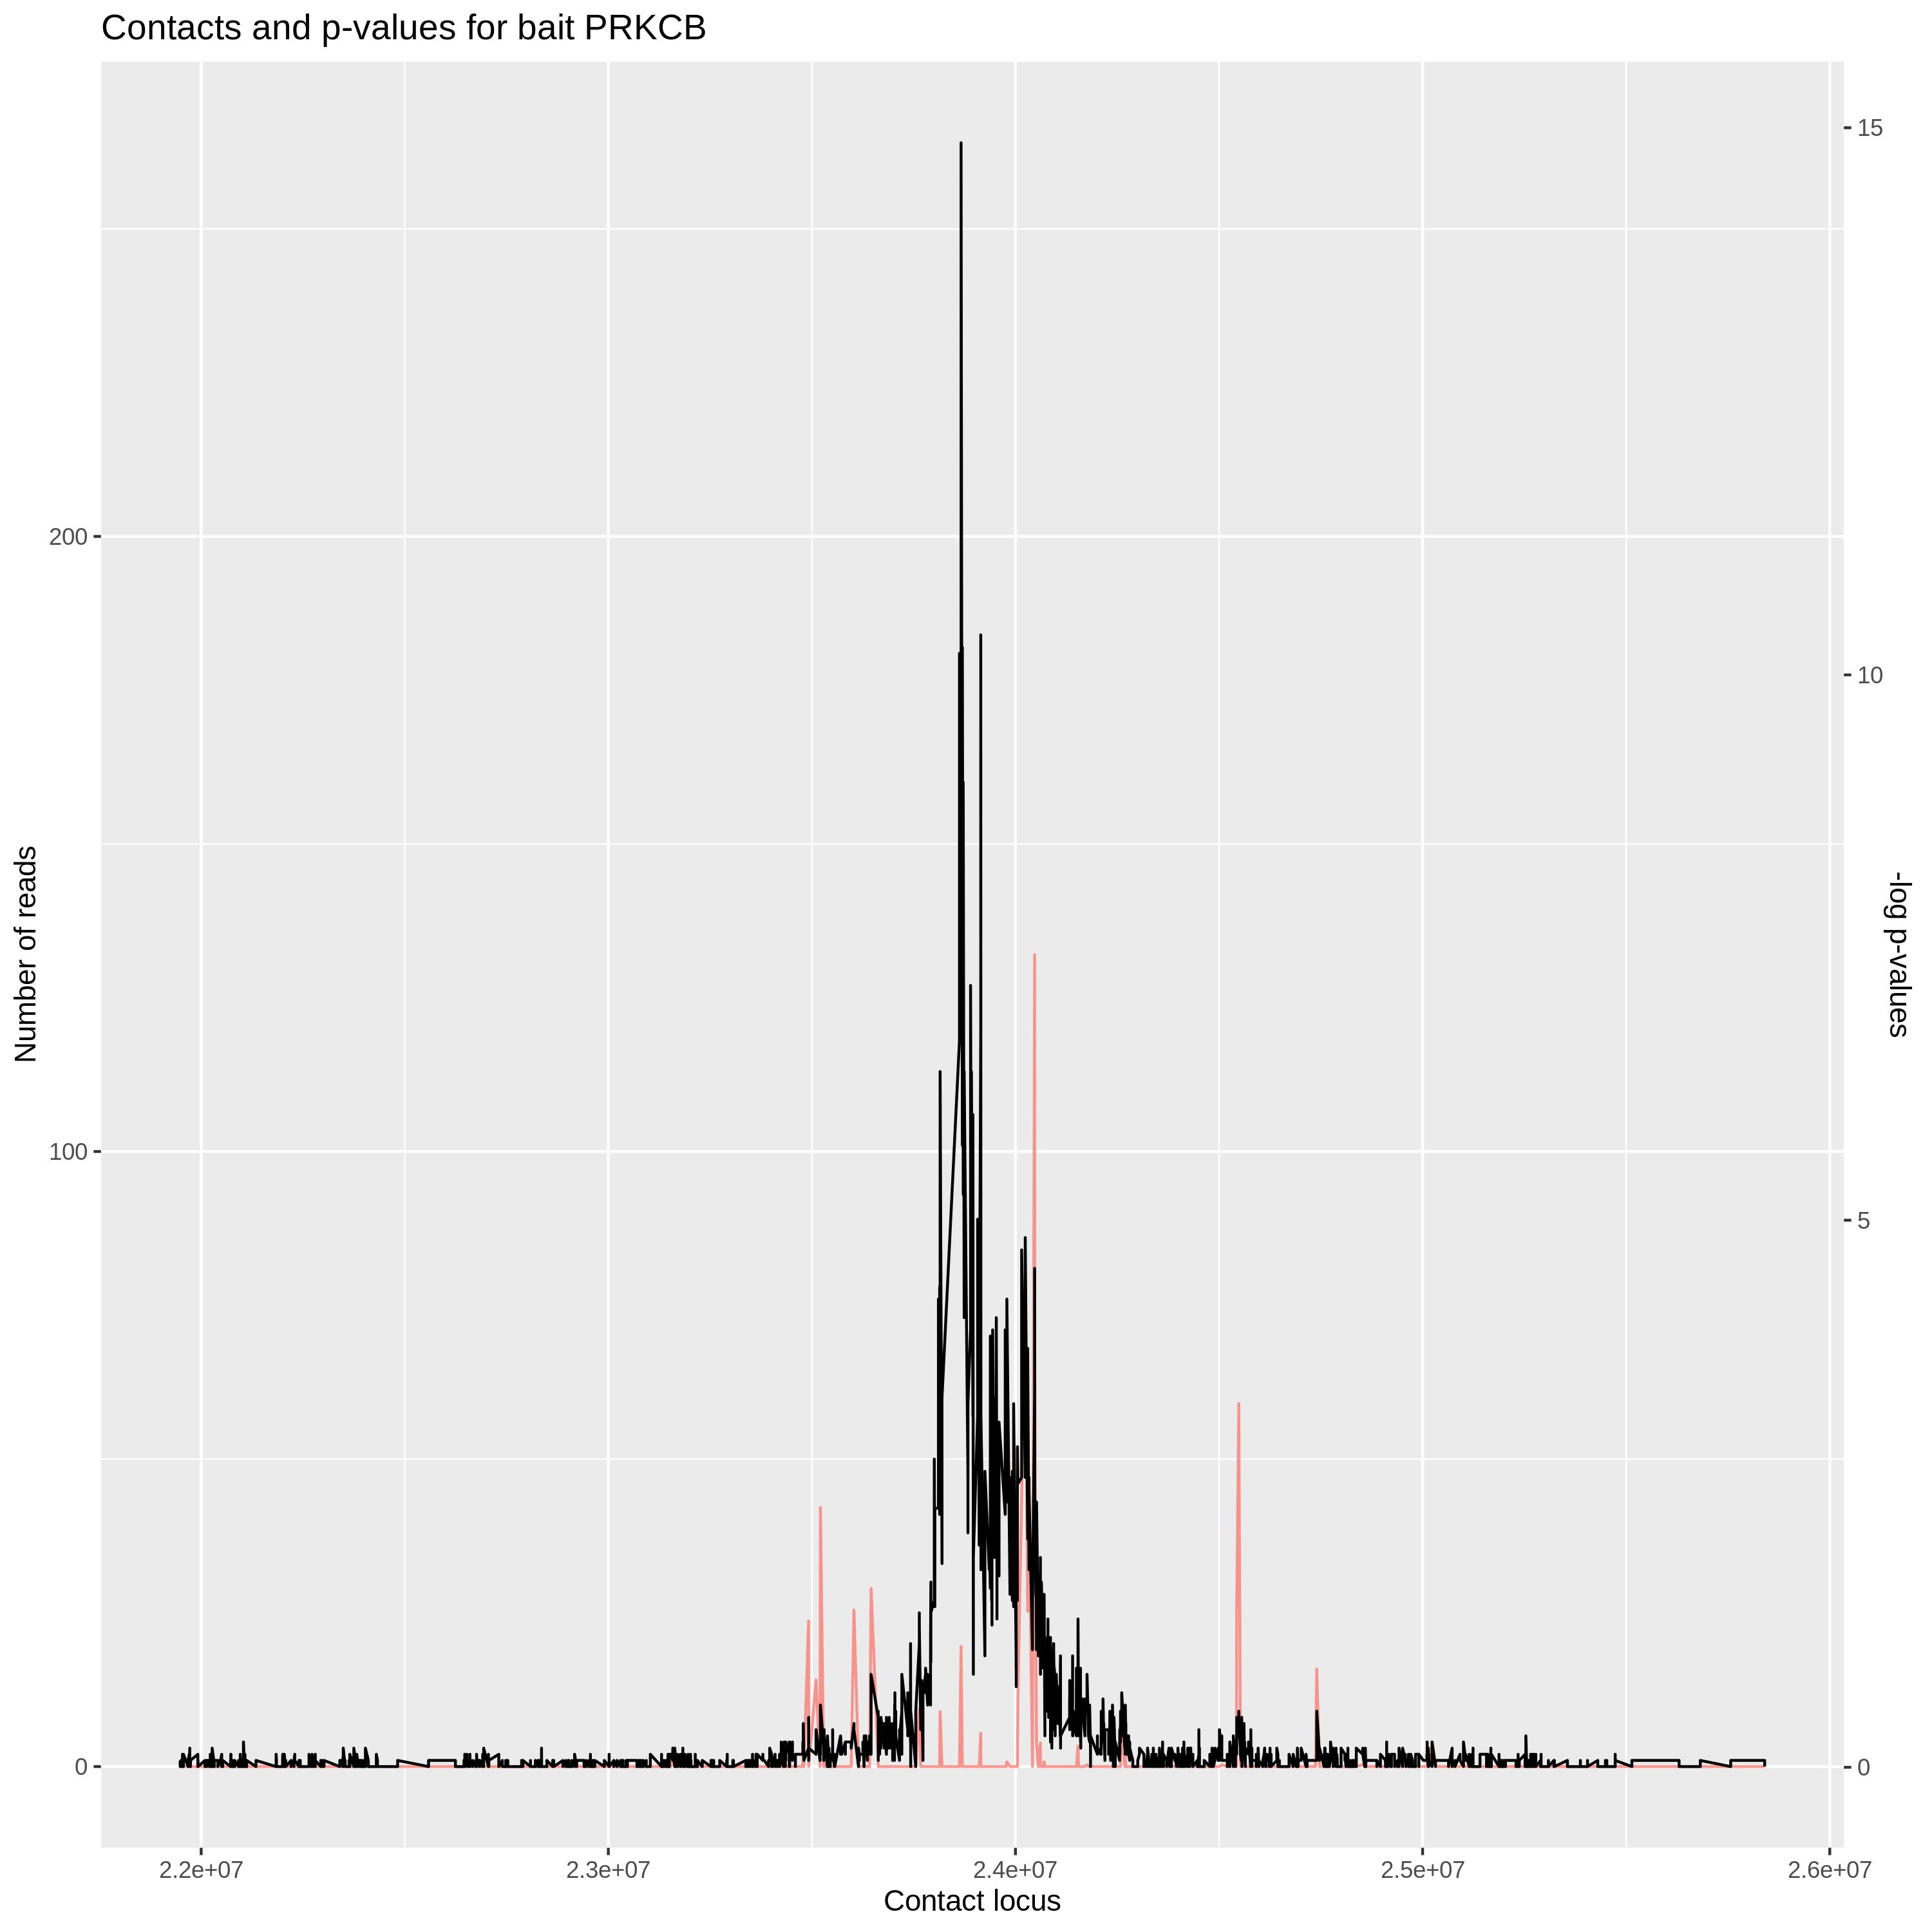 Contacts and p-values for bait PRKCB
Number of reads
200
100
0
15
10
5
0
-log p-values
2.2e+07 2.3e+07 2.4e+07 2.5e+07 2.6e+07
Contact locus